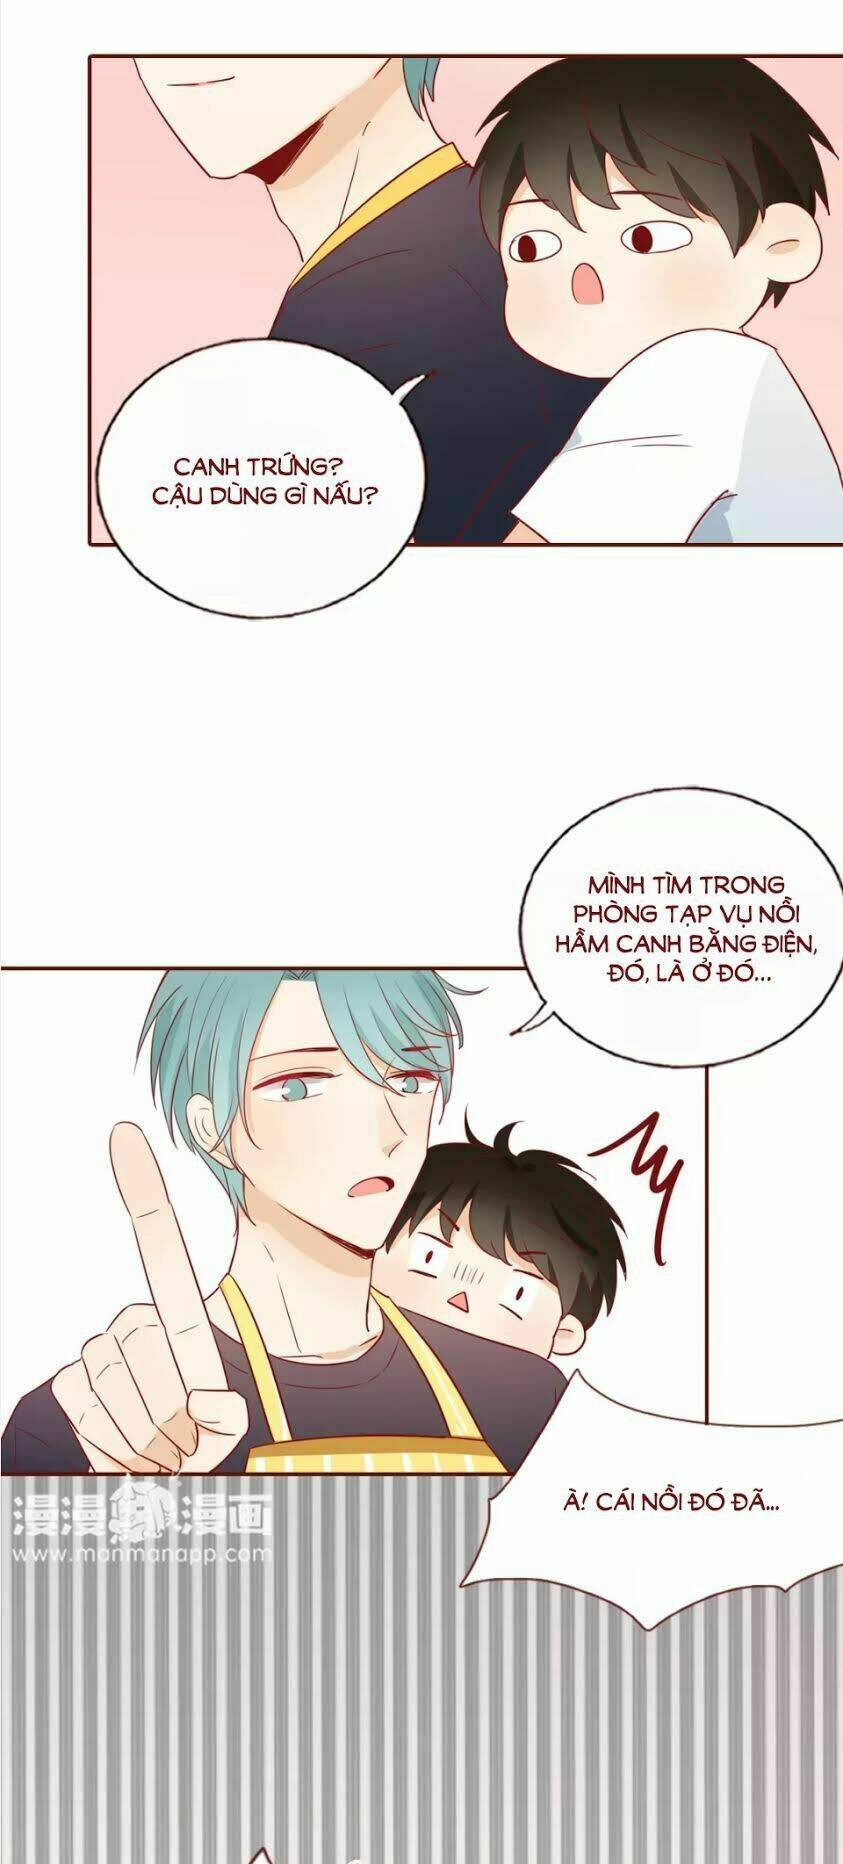 CANH TRỨNG?
CẬU DÙNG GÌ NẤU?
MÌNH TÌM TRONG
PHÒNG TẠP VỤ NỒI
HẦM CANH BẰNG ĐIỆN,
ĐÓ, LÀ Ở ĐÓ...
À! CÁI NỒI ĐÓ ĐÃ...
漫漫漫画
www.manmanapp.com